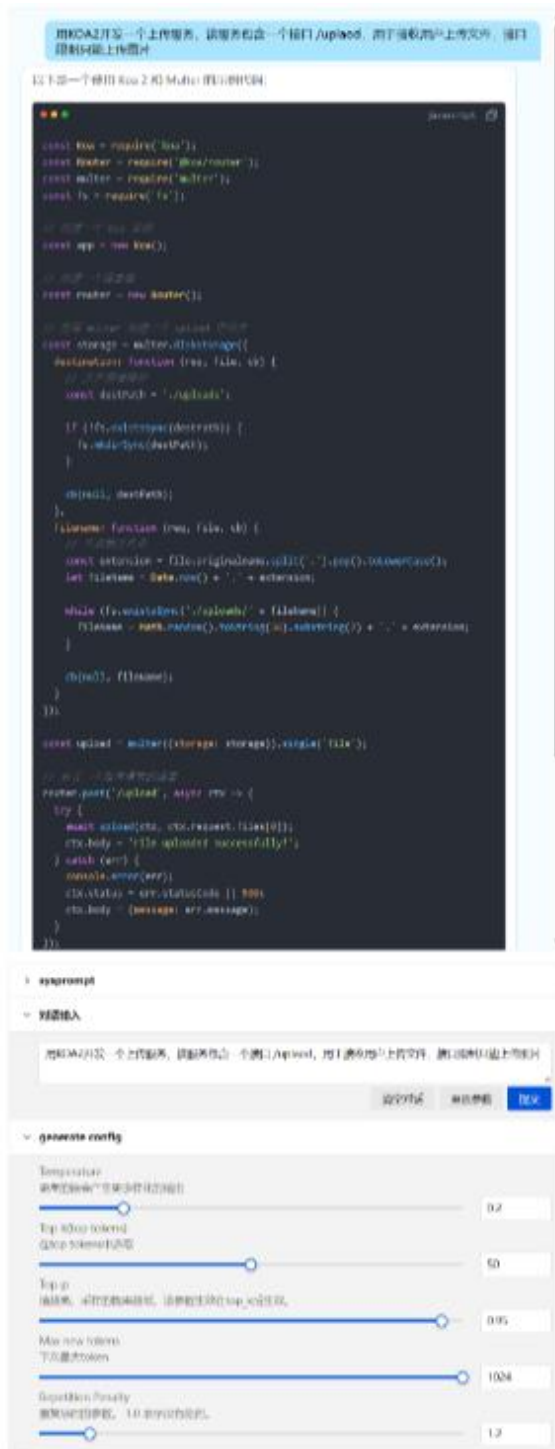 用KOA2开发一个上传服务，该服务包含一个接口 /uplaod，用于接收用户上传文件，接口
限制只能上传图片
以下是一个使用 Koa 2 和 Multer 的示例代码:
javascript
const Koa = require('koa');
const Router = require('@koa/router');
const multer = require('multer');
const fs = require('fs');
const app = new Koa();
const router = new Router();
const storage = multer.diskStorage({
destination: function (req, file, cb) {
const destPath = './uploads';
if (!fs.existsSync(destPath)) {
fs.mkdirSync(destPath);
}
cb(null, destPath);
},
filename: function (req, file, cb) {
const extension = file.originalname.split('.').pop().toLowerCase();
let filename = Date.now() + '.' + extension;
while (fs.existsSync('./uploads/' + filename)) {
filename = Math.random().toString(36).substring(7) + '.' + extension;
}
cb(null, filename);
}
});
const upload = multer({storage: storage}).single('file');
router.post('/upload', async ctx => {
try {
await upload(ctx, ctx.request.files[0]);
ctx.body = 'File uploaded successfully!';
} catch (err) {
console.error(err);
ctx.status = err.statusCode || 500;
ctx.body = {message: err.message};
}
});
sysprompt
对话输入
用KOA2开发一个上传服务，该服务包含一个接口 /uplaod，用于接收用户上传文件，接口限制只能上传图片
清空对话
提交
generate config
Temperature
0.2
Top k(top tokens)
50
Top p
0.95
Max new tokens
下次最大token
1024
Repetition Penalty
1.2